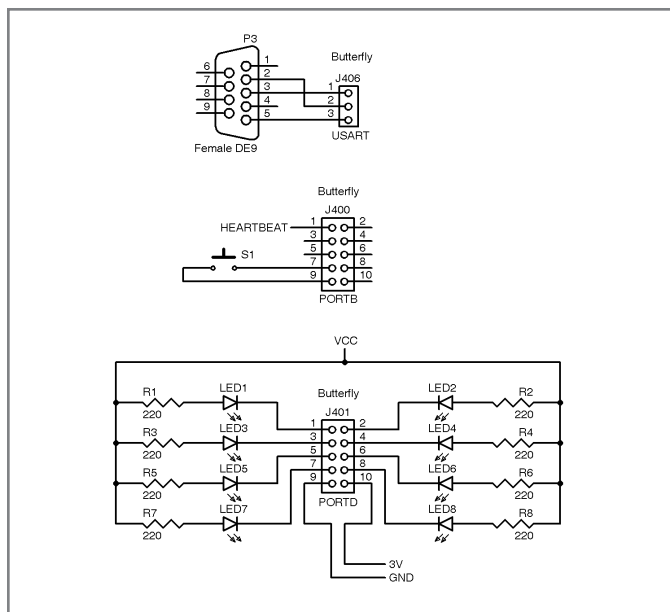 P3
Butterfly
J406
6
7
8
9
1
2
3
4
5
1
2
3
Female DE9
USART
Butterfly
J400
HEARTBEAT
1
2
3
4
5
6
7
8
9
10
S1
PORTB
VCC
R1
220
LED1
Butterfly
J401
LED2
R2
220
R3
220
LED3
LED4
R4
220
R5
220
LED5
LED6
R6
220
R7
220
LED7
LED8
R8
220
1
2
3
4
5
6
7
8
9
10
PORTD
3V
GND